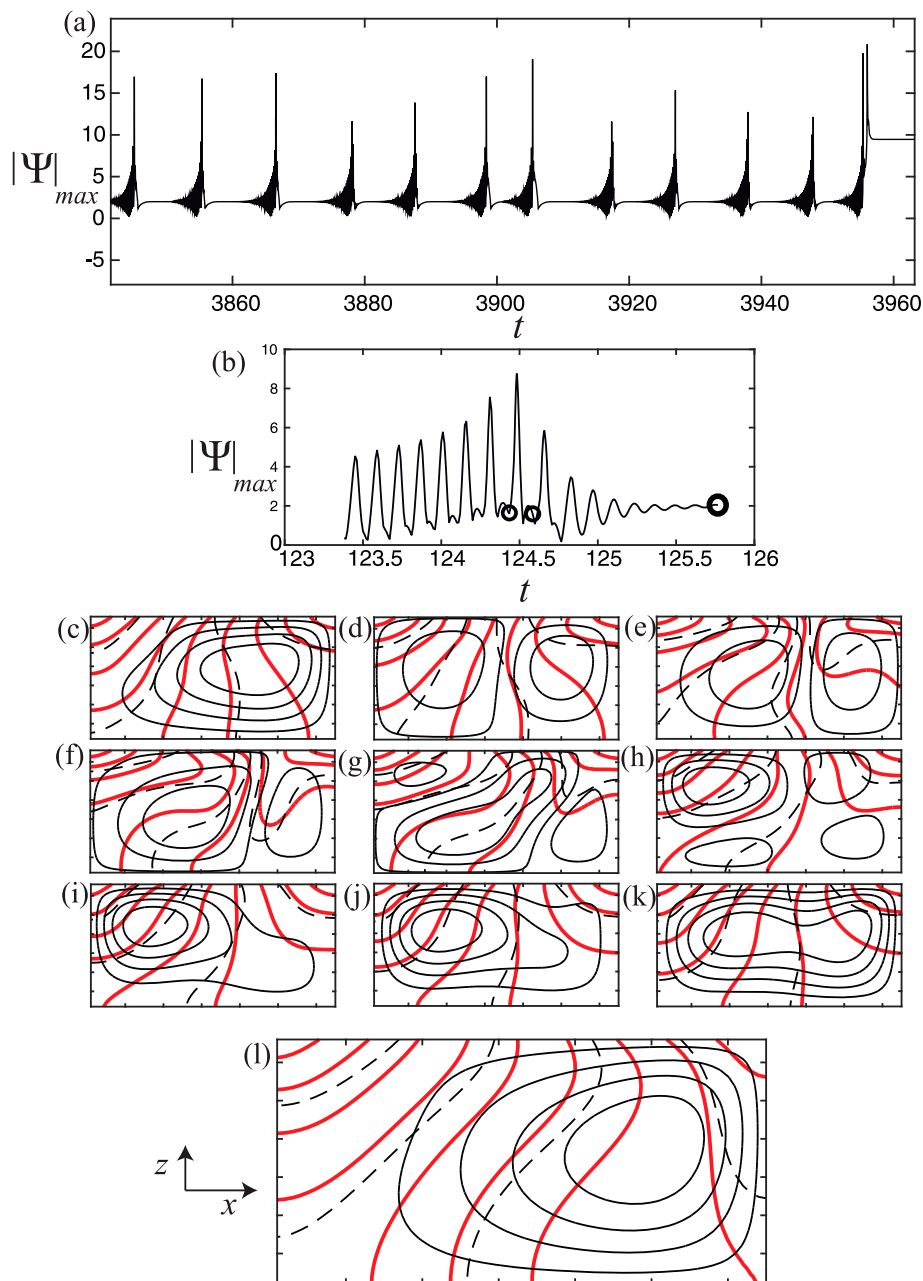 (a)
20
15
10
5
0
-5
|Ψ|max
3860 3880 3900 3920 3940 3960
t
(b)
10
8
6
4
2
0
|Ψ|max
123 123.5 124 124.5 125 125.5 126
t
(c) (d) (e)
(f) (g) (h)
(i) (j) (k)
(l)
z
x